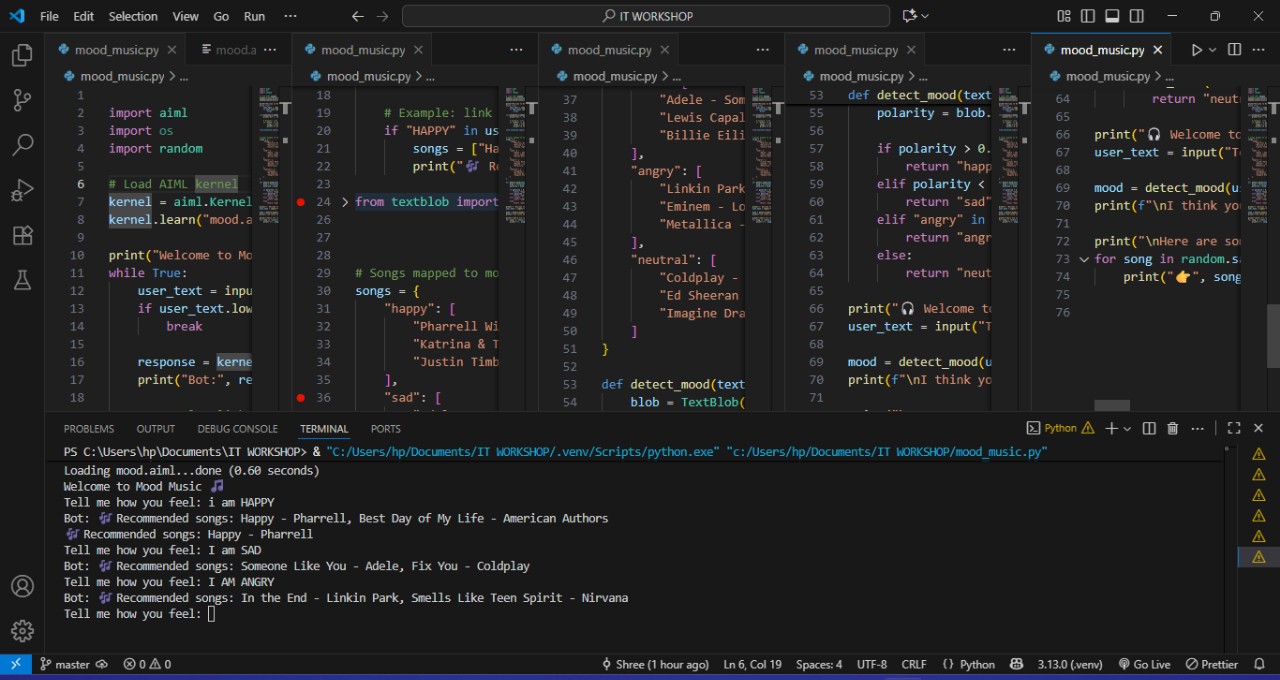 File Edit Selection View Go Run ··· IT WORKSHOP
mood_music.py mood.a ···
mood_music.py > ...
1
2 import aiml
3 import os
4 import random
5
6 # Load AIML kernel
7 kernel = aiml.Kernel
8 kernel.learn("mood.a
9
10 print("Welcome to Mo
11 while True:
12 user_text = inpu
13 if user_text.low
14 break
15
16 response = kerne
17 print("Bot:", re
18
mood_music.py ···
mood_music.py > ...
18
19 # Example: link
20 if "HAPPY" in us
21 songs = ["Ha
22 print("🎶 Re
23
24 from textblob import
26
27
28
29 # Songs mapped to mo
30 songs = {
31 "happy": [
32 "Pharrell Wi
33 "Katrina & T
34 "Justin Timb
35 ],
36 "sad": [
mood_music.py ···
mood_music.py > ...
37 "Adele - Som
38 "Lewis Capal
39 "Billie Eili
40 ],
41 "angry": [
42 "Linkin Park
43 "Eminem - Lo
44 "Metallica -
45 ],
46 "neutral": [
47 "Coldplay -
48 "Ed Sheeran
49 "Imagine Dra
50 ]
51 }
52
53 def detect_mood(text
54 blob = TextBlob(
mood_music.py ···
mood_music.py > ...
53 def detect_mood(text
55 polarity = blob.
56
57 if polarity > 0.
58 return "happ
59 elif polarity <
60 return "sad"
61 elif "angry" in
62 return "angr
63 else:
64 return "neut
65
66 print("🎧 Welcome to
67 user_text = input("T
68
69 mood = detect_mood(u
70 print(f"\nI think yo
71
mood_music.py ···
mood_music.py > ...
64 return "neut
65
66 print("🎧 Welcome to
67 user_text = input("T
68
69 mood = detect_mood(u
70 print(f"\nI think yo
71
72 print("\nHere are so
73 for song in random.sa
74 print("👉", song
75
76
PROBLEMS OUTPUT DEBUG CONSOLE TERMINAL PORTS Python
PS C:\Users\hp\Documents\IT WORKSHOP> & "C:/Users/hp/Documents/IT WORKSHOP/.venv/Scripts/python.exe" "c:/Users/hp/Documents/IT WORKSHOP/mood_music.py"
Loading mood.aiml...done (0.60 seconds)
Welcome to Mood Music 🎵
Tell me how you feel: i am HAPPY
Bot: 🎶 Recommended songs: Happy - Pharrell, Best Day of My Life - American Authors
🎶 Recommended songs: Happy - Pharrell
Tell me how you feel: I am SAD
Bot: 🎶 Recommended songs: Someone Like You - Adele, Fix You - Coldplay
Tell me how you feel: I AM ANGRY
Bot: 🎶 Recommended songs: In the End - Linkin Park, Smells Like Teen Spirit - Nirvana
Tell me how you feel:
master 0 0 Shree (1 hour ago) Ln 6, Col 19 Spaces: 4 UTF-8 CRLF {} Python 3.13.0 (.venv) Go Live Prettier